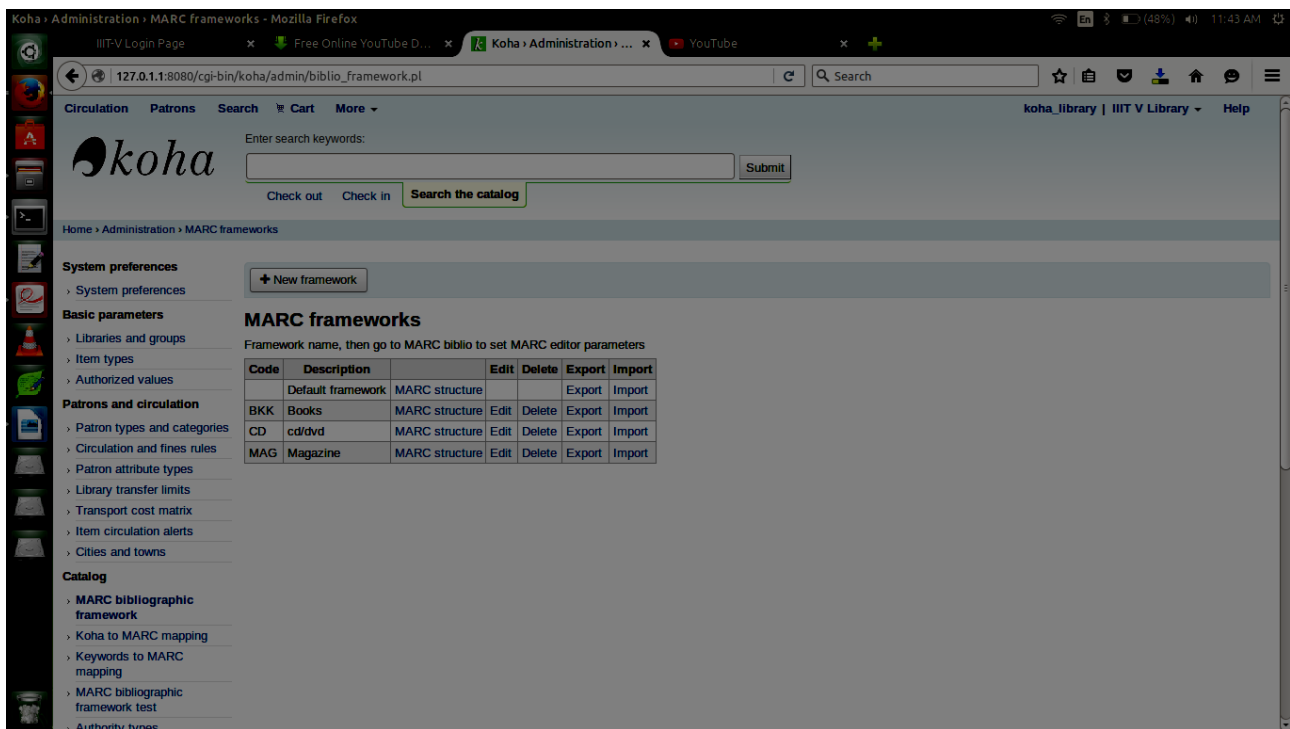 Koha › Administration › MARC frameworks - Mozilla Firefox
En (48%) 11:43 AM
IIIT-V Login Page × Free Online YouTube D... × Koha › Administration › ... × YouTube ×
127.0.1.1:8080/cgi-bin/koha/admin/biblio_framework.pl
Search
Circulation Patrons Search Cart More
koha_library | IIIT V Library Help
koha
Enter search keywords:
Submit
Check out Check in Search the catalog
Home › Administration › MARC frameworks
System preferences
› System preferences
Basic parameters
› Libraries and groups
› Item types
› Authorized values
Patrons and circulation
› Patron types and categories
› Circulation and fines rules
› Patron attribute types
› Library transfer limits
› Transport cost matrix
› Item circulation alerts
› Cities and towns
Catalog
› MARC bibliographic
framework
› Koha to MARC mapping
› Keywords to MARC
mapping
› MARC bibliographic
framework test
› Authority types
+ New framework
MARC frameworks
Framework name, then go to MARC biblio to set MARC editor parameters
Code Description Edit Delete Export Import
Default framework MARC structure Export Import
BKK Books MARC structure Edit Delete Export Import
CD cd/dvd MARC structure Edit Delete Export Import
MAG Magazine MARC structure Edit Delete Export Import